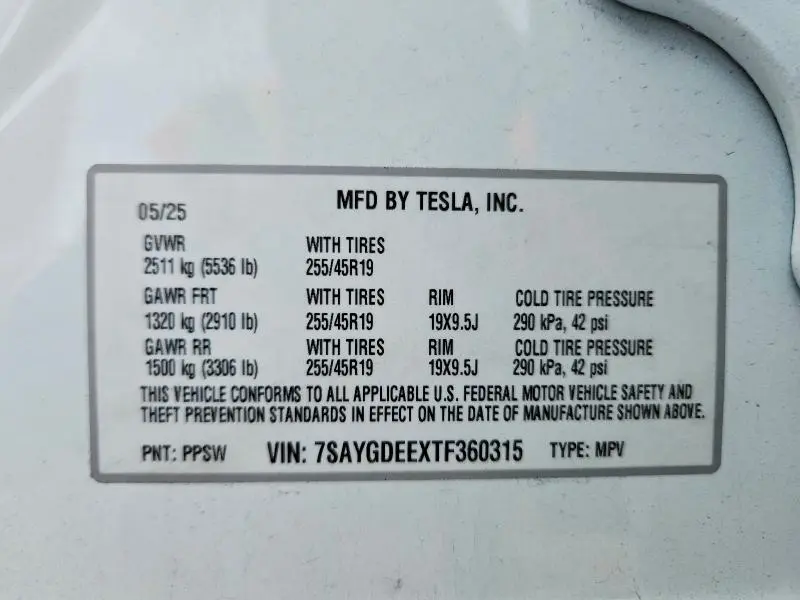 MFD BY TESLA, INC.
05/25
GVWR WITH TIRES
2511 kg (5536 lb) 255/45R19
GAWR FRT WITH TIRES RIM COLD TIRE PRESSURE
1320 kg (2910 lb) 255/45R19 19X9.5J 290 kPa, 42 psi
GAWR RR WITH TIRES RIM COLD TIRE PRESSURE
1500 kg (3306 lb) 255/45R19 19X9.5J 290 kPa, 42 psi
THIS VEHICLE CONFORMS TO ALL APPLICABLE U.S. FEDERAL MOTOR VEHICLE SAFETY AND
THEFT PREVENTION STANDARDS IN EFFECT ON THE DATE OF MANUFACTURE SHOWN ABOVE.
PNT: PPSW VIN: 7SAYGDEEXTF360315 TYPE: MPV